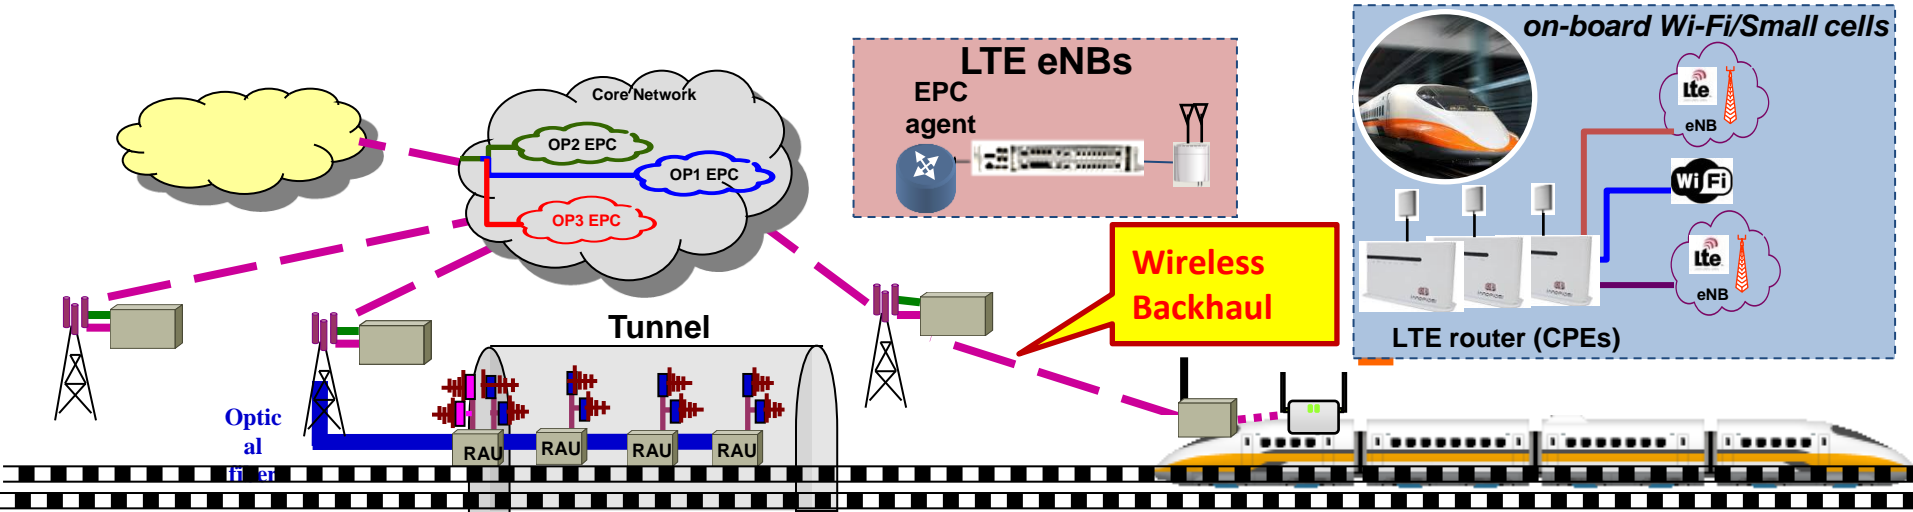 on-board Wi-Fi/Small cells
LTE eNBs
EPC
agent
Core Network
OP2 EPC
OP1 EPC
OP3 EPC
lte
eNB
Wi Fi
lte
eNB
LTE router (CPEs)
Wireless
Backhaul
Tunnel
Optic
al
fiber
RAU
RAU
RAU
RAU